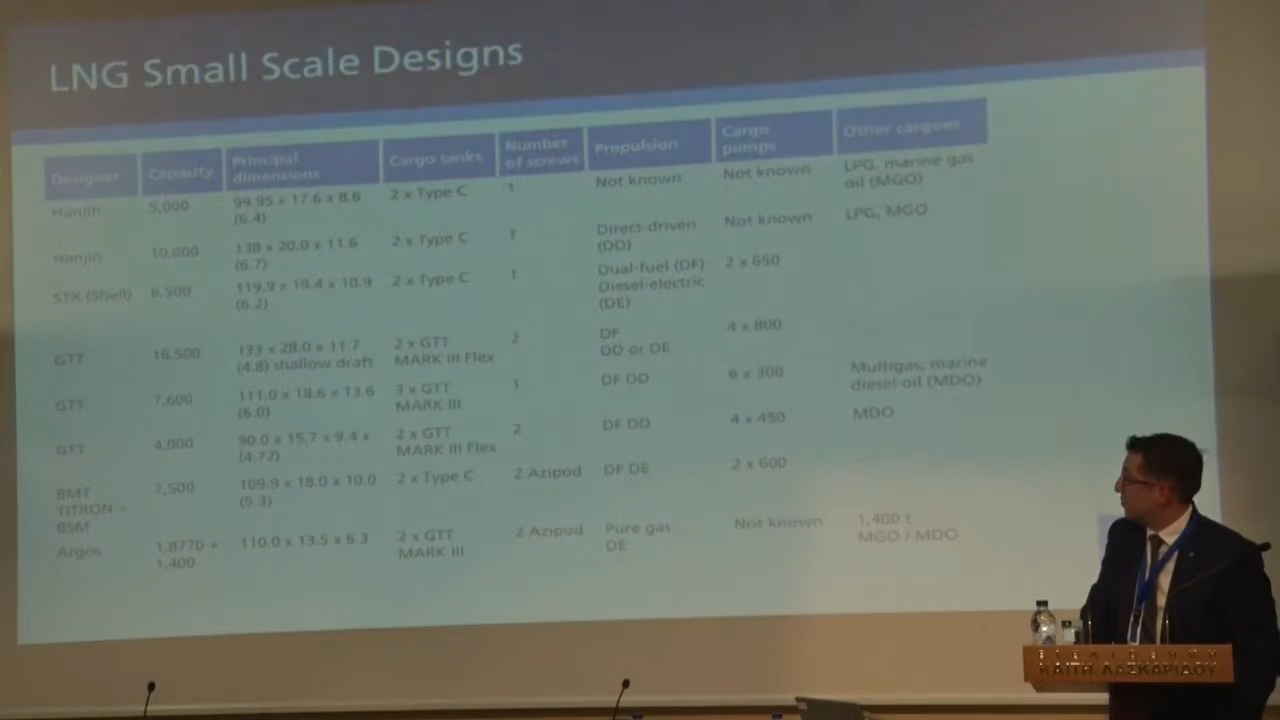 LNG Small Scale Designs
Designer
Capacity
Principal
dimensions
Cargo tanks
Number
of screws
Propulsion
Cargo
pumps
Other cargoes
Hanjin
5,000
99.95 x 17.6 x 8.6
(6.4)
2 x Type C
1
Not known
Not known
LPG, marine gas
oil (MGO)
Hanjin
10,000
138 x 20.0 x 11.6
(6.7)
2 x Type C
1
Direct-driven
(DD)
Not known
LPG, MGO
STX (Shell)
6,500
119.9 x 19.4 x 10.9
(6.2)
2 x Type C
1
Dual-fuel (DF)
Diesel-electric
(DE)
2 x 650
GTT
16,500
133 x 28.0 x 11.7
(4.8) shallow draft
2 x GTT
MARK III Flex
2
DF
DD or DE
4 x 800
GTT
7,600
111.0 x 18.6 x 13.6
(6.0)
3 x GTT
MARK III
1
DF DD
6 x 300
Multigas, marine
diesel oil (MDO)
GTT
4,000
90.0 x 15.7 x 9.4 x
(4.72)
2 x GTT
MARK III Flex
2
DF DD
4 x 450
MDO
BMT
TITRON –
BSM
7,500
109.9 x 18.0 x 10.0
(5.3)
2 x Type C
2 Azipod
DF DE
2 x 600
Argos
1,8770 +
1,400
110.0 x 13.5 x 6.3
2 x GTT
MARK III
2 Azipod
Pure gas
DE
Not known
1,400 t
MGO / MDO
ΒΙΒΛΙΟΘΗΚΗ
ΚΑΙΤΗ ΛΑΣΚΑΡΙΔΟΥ